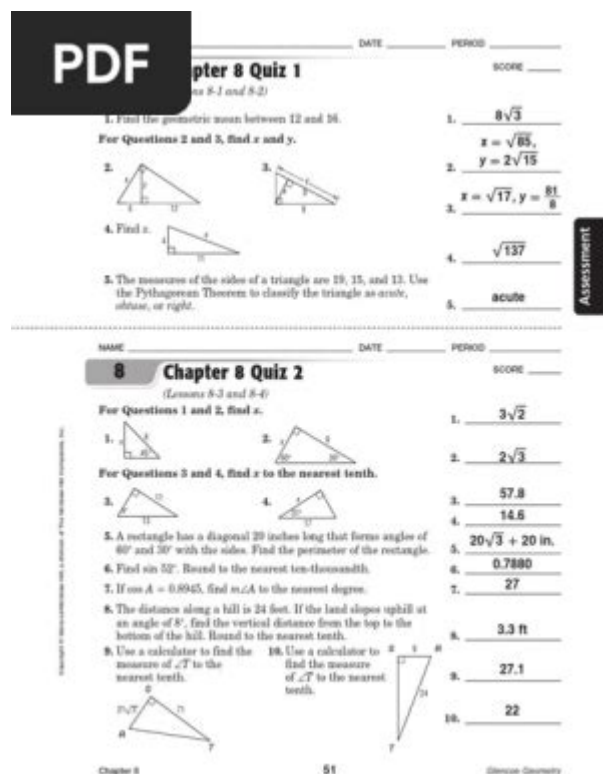 PDF
DATE PERIOD
pter 8 Quiz 1
SCORE
ns 8-1 and 8-2)
1. Find the geometric mean between 12 and 16.
1. 8√3
For Questions 2 and 3, find x and y.
x = √85,
2. y = 2√15
2.
3.
3. x = √17, y = 81/8
4. Find x.
4. √137
5. The measures of the sides of a triangle are 19, 15, and 13. Use
the Pythagorean Theorem to classify the triangle as acute,
obtuse, or right.
5. acute
Assessment
NAME DATE PERIOD
8 Chapter 8 Quiz 2
SCORE
(Lessons 8-3 and 8-4)
For Questions 1 and 2, find x.
1. 3√2
1.
2.
2. 2√3
For Questions 3 and 4, find x to the nearest tenth.
3.
4.
3. 57.8
4. 14.6
5. A rectangle has a diagonal 20 inches long that forms angles of
60° and 30° with the sides. Find the perimeter of the rectangle.
5. 20√3 + 20 in.
6. Find sin 52°. Round to the nearest ten-thousandth.
6. 0.7880
7. If cos A = 0.8945, find m∠A to the nearest degree.
7. 27
8. The distance along a hill is 24 feet. If the land slopes uphill at
an angle of 8°, find the vertical distance from the top to the
bottom of the hill. Round to the nearest tenth.
8. 3.3 ft
9. Use a calculator to find the
measure of ∠T to the
nearest tenth.
9. 27.1
10. Use a calculator to
find the measure
of ∠T to the nearest
tenth.
10. 22
Chapter 8 51 Glencoe Geometry